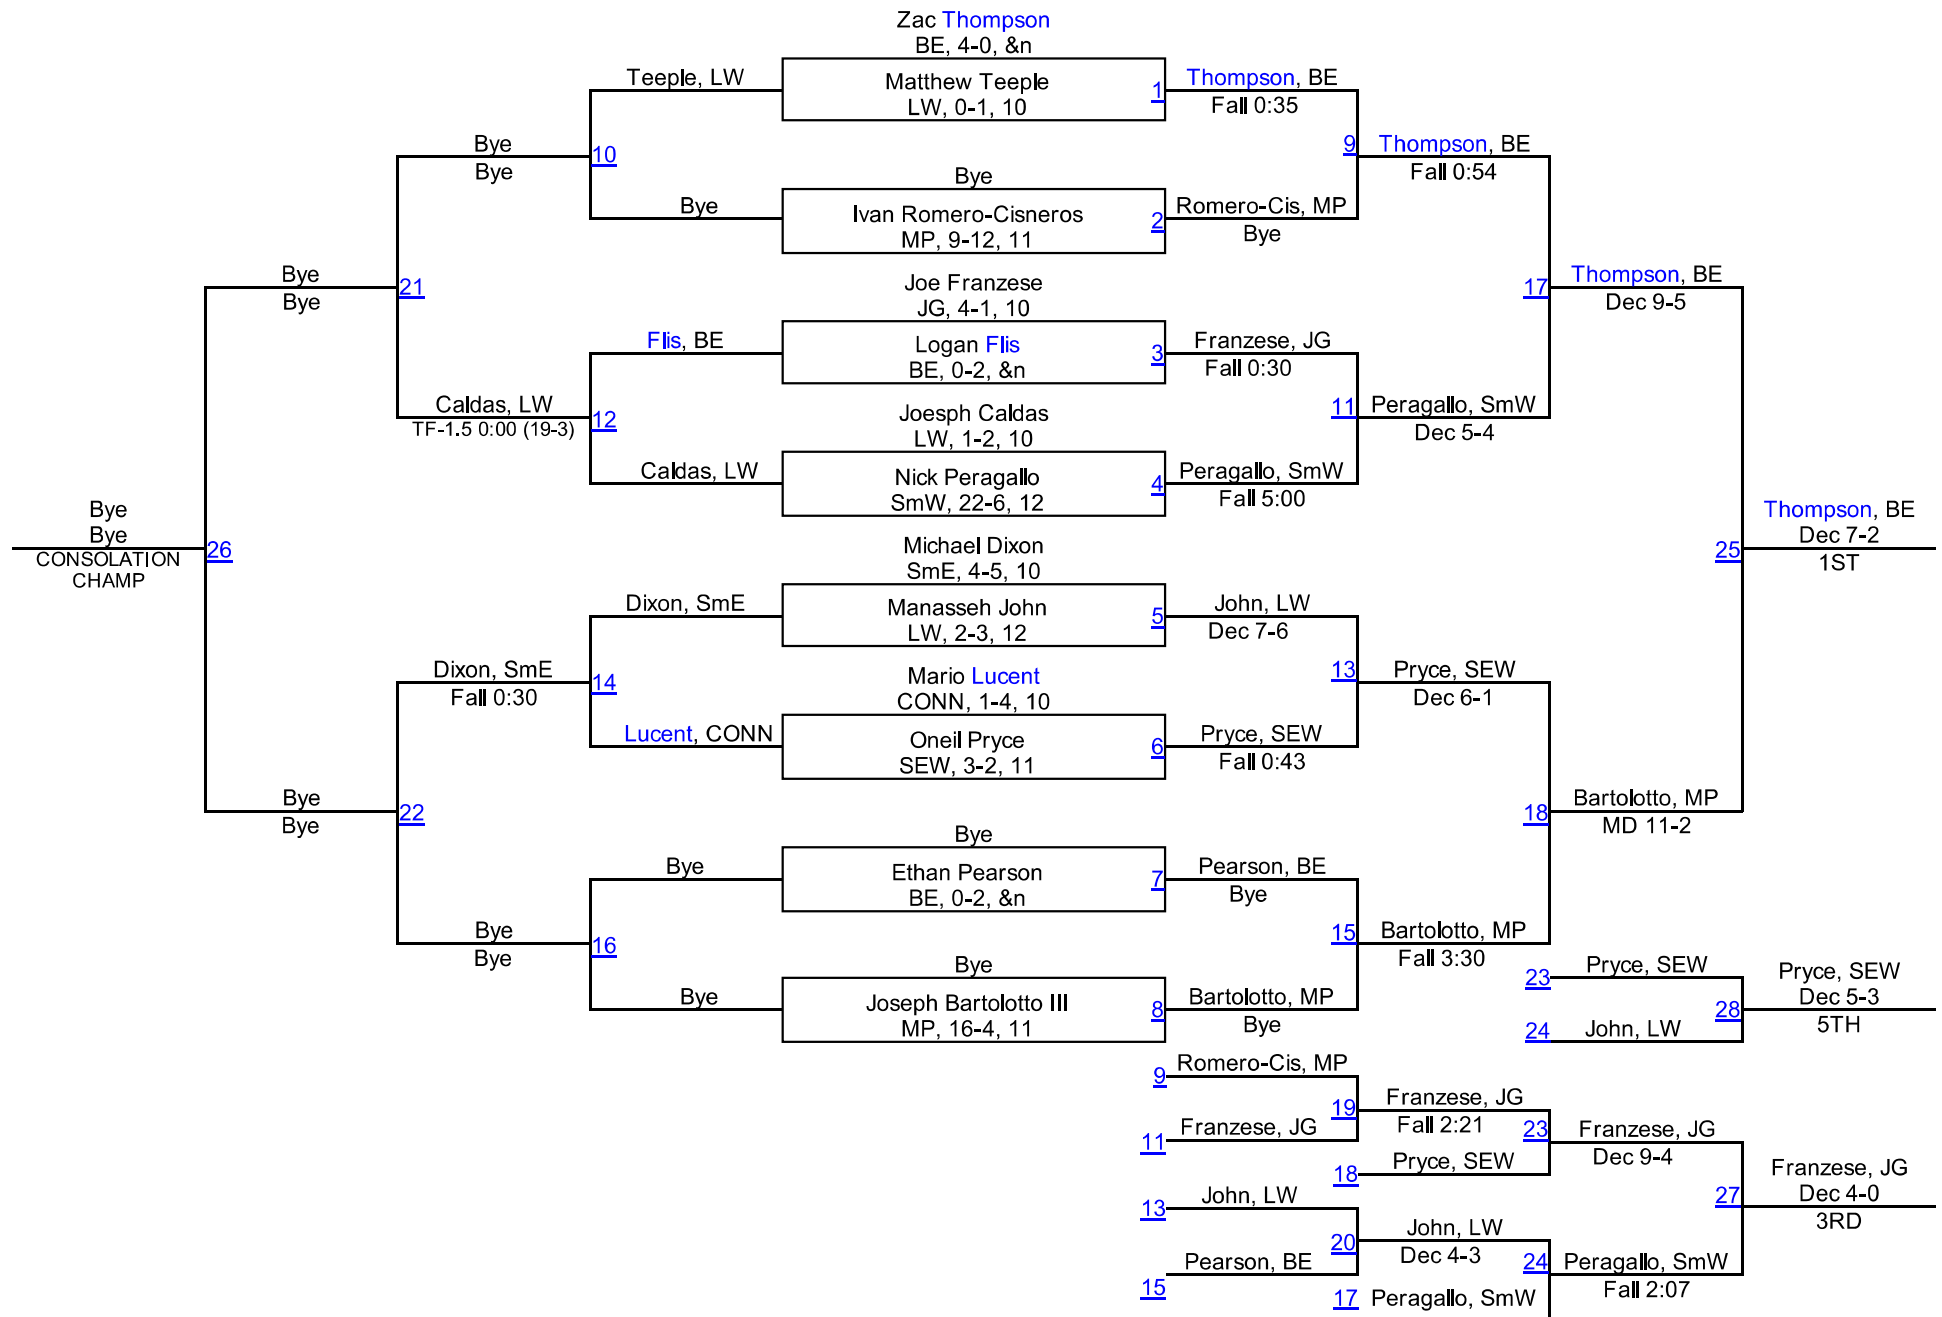 Zac Thompson
BE, 4-0, &n
Teeple, LW
Matthew Teeple
LW, 0-1, 10
1
Thompson, BE
Fall 0:35
Bye
Bye
10
9
Thompson, BE
Fall 0:54
Bye
Bye
Ivan Romero-Cisneros
MP, 9-12, 11
2
Romero-Cis, MP
Bye
Bye
Bye
21
Joe Franzese
JG, 4-1, 10
17
Thompson, BE
Dec 9-5
Flis, BE
Logan Flis
BE, 0-2, &n
3
Franzese, JG
Fall 0:30
Caldas, LW
TF-1.5 0:00 (19-3)
12
Joesph Caldas
LW, 1-2, 10
11
Peragallo, SmW
Dec 5-4
Caldas, LW
Nick Peragallo
SmW, 22-6, 12
4
Peragallo, SmW
Fall 5:00
Bye
Bye
CONSOLATION
CHAMP
26
Michael Dixon
SmE, 4-5, 10
25
Thompson, BE
Dec 7-2
1ST
Dixon, SmE
Manasseh John
LW, 2-3, 12
5
John, LW
Dec 7-6
Dixon, SmE
Fall 0:30
14
Mario Lucent
CONN, 1-4, 10
13
Pryce, SEW
Dec 6-1
Lucent, CONN
Oneil Pryce
SEW, 3-2, 11
6
Pryce, SEW
Fall 0:43
Bye
Bye
22
18
Bartolotto, MP
MD 11-2
Bye
Bye
Ethan Pearson
BE, 0-2, &n
7
Pearson, BE
Bye
Bye
Bye
16
15
Bartolotto, MP
Fall 3:30
Bye
Bye
Joseph Bartolotto III
MP, 16-4, 11
8
Bartolotto, MP
Bye
23
Pryce, SEW
28
Pryce, SEW
Dec 5-3
5TH
24
John, LW
9
Romero-Cis, MP
19
Franzese, JG
Fall 2:21
11
Franzese, JG
23
Franzese, JG
Dec 9-4
18
Pryce, SEW
27
Franzese, JG
Dec 4-0
3RD
13
John, LW
20
John, LW
Dec 4-3
15
Pearson, BE
24
Peragallo, SmW
Fall 2:07
17
Peragallo, SmW